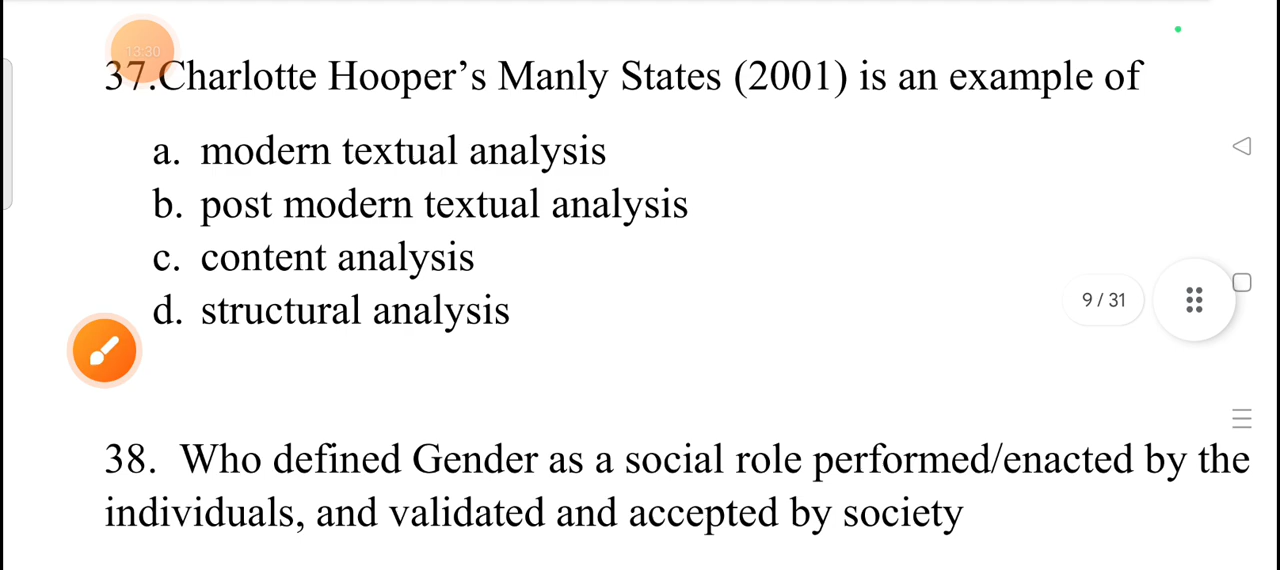 13:30
37.Charlotte Hooper’s Manly States (2001) is an example of
a. modern textual analysis
b. post modern textual analysis
c. content analysis
d. structural analysis
9 / 31
38. Who defined Gender as a social role performed/enacted by the
individuals, and validated and accepted by society